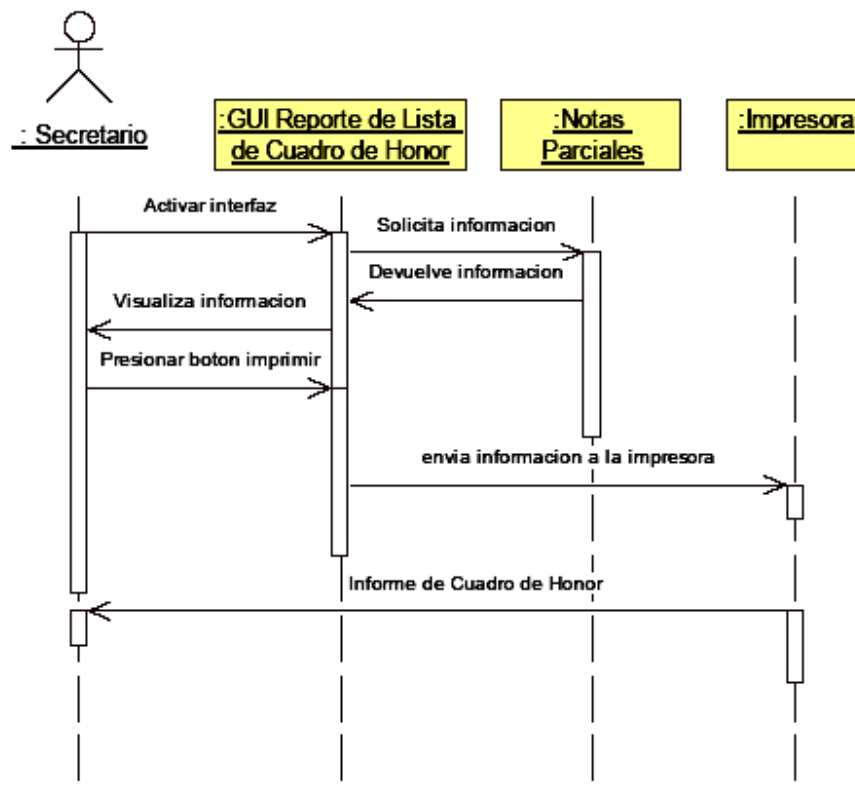 : Secretario
:GUI Reporte de Lista
de Cuadro de Honor
:Notas
Parciales
:Impresora
Activar interfaz
Solicita informacion
Devuelve informacion
Visualiza informacion
Presionar boton imprimir
envia informacion a la impresora
Informe de Cuadro de Honor